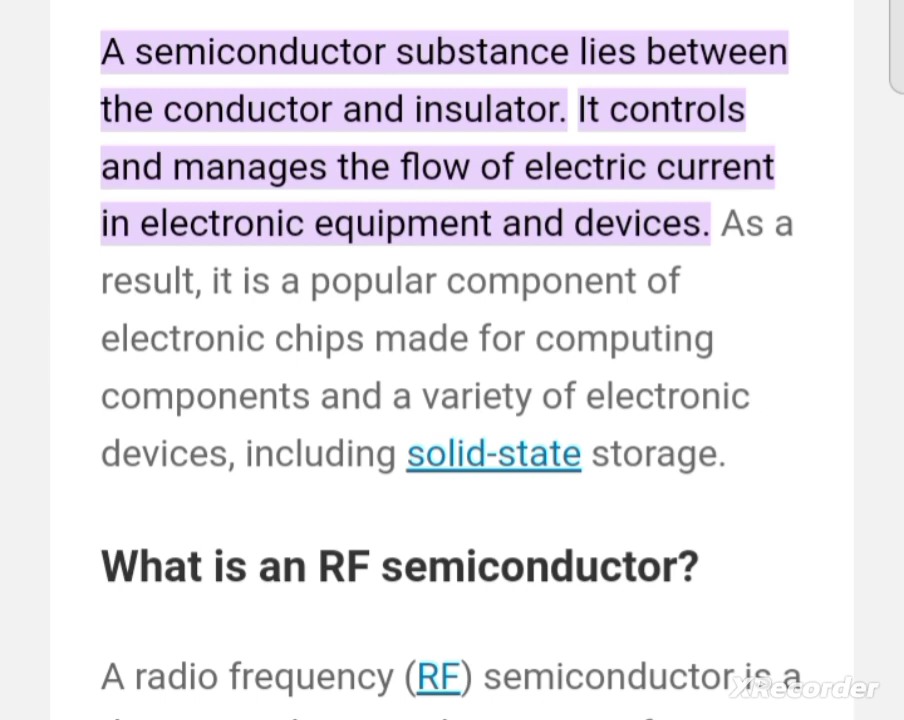 A semiconductor substance lies between
the conductor and insulator. It controls
and manages the flow of electric current
in electronic equipment and devices. As a
result, it is a popular component of
electronic chips made for computing
components and a variety of electronic
devices, including solid-state storage.
What is an RF semiconductor?
A radio frequency (RF) semiconductor is a
XRecorder